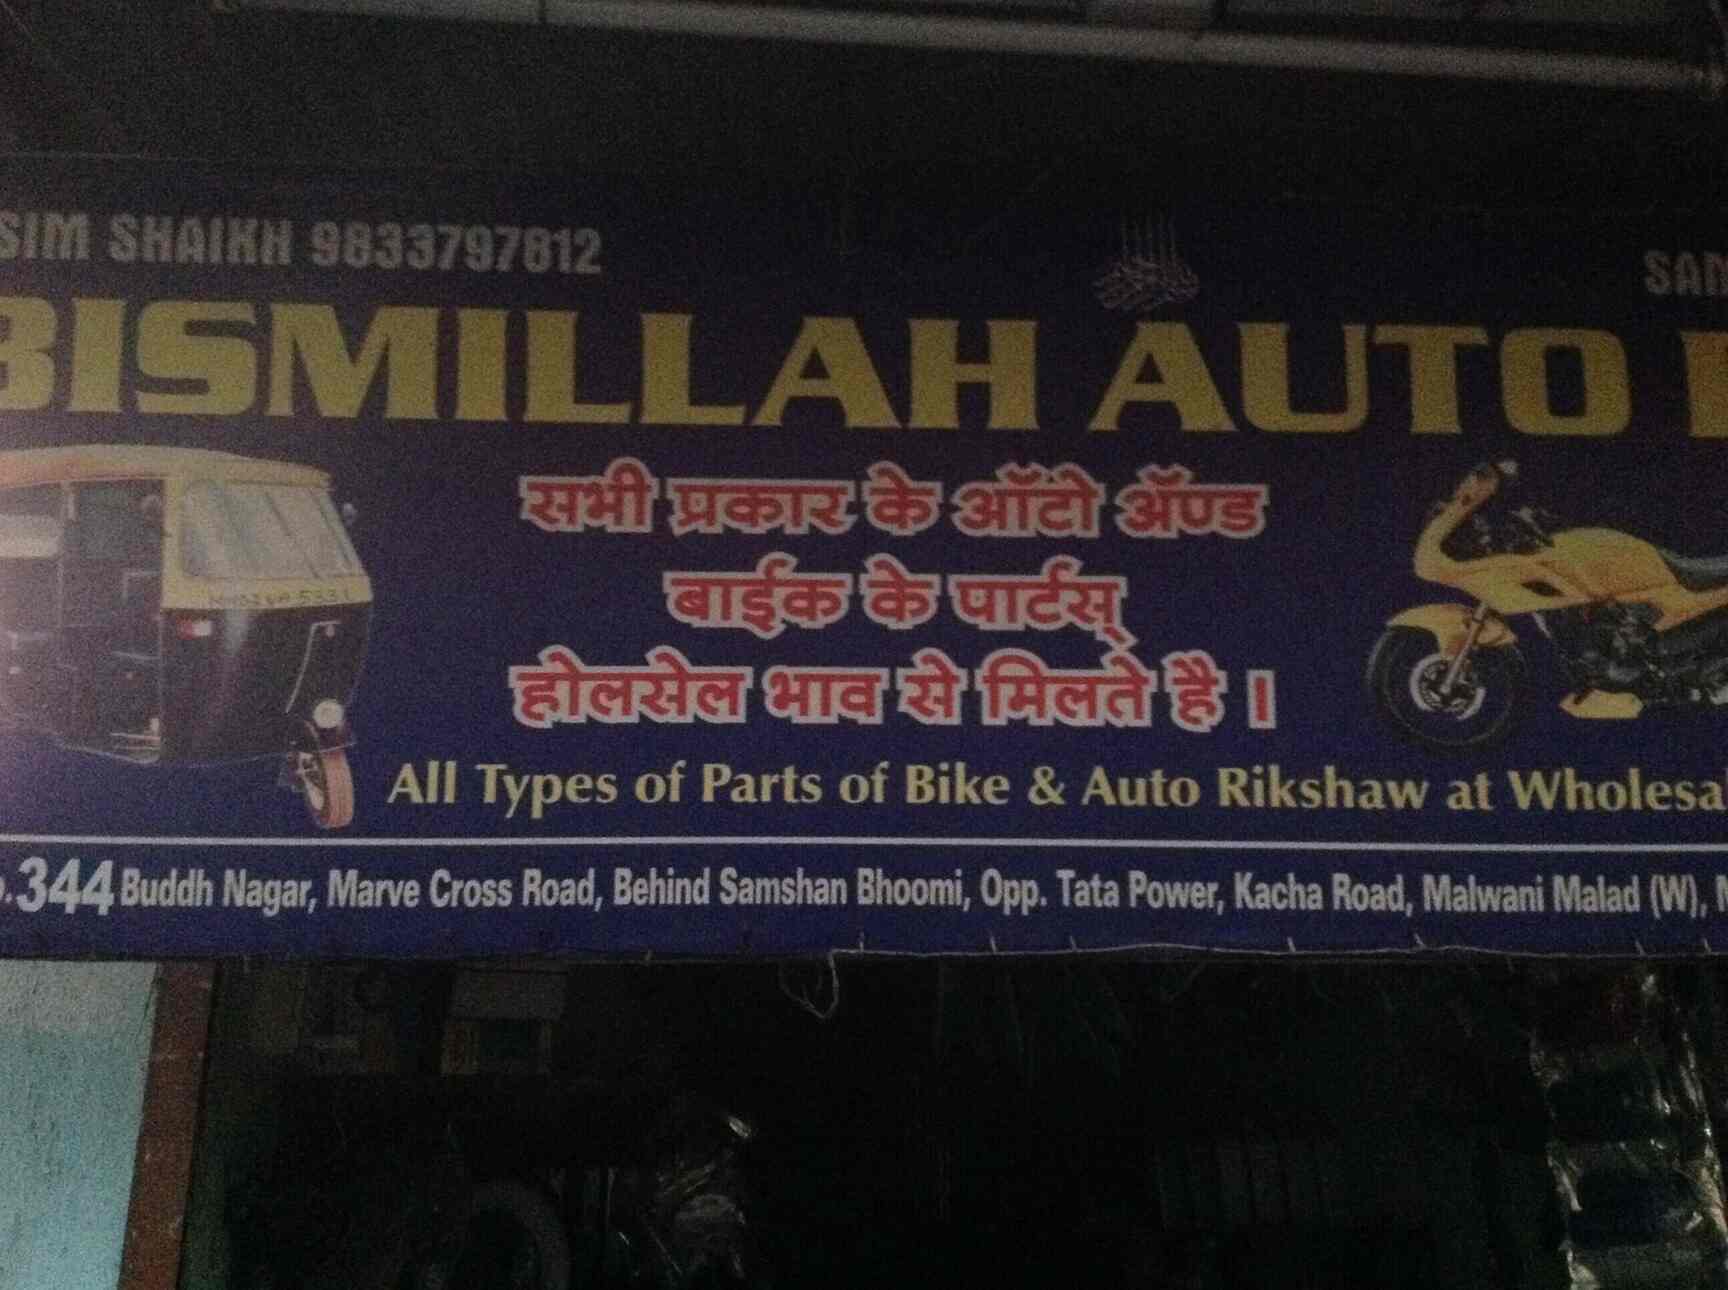 SIM SHAIKH 9833797812
SAN
BISMILLAH AUTO
सभी प्रकार के ऑटो ॲण्ड
बाईक के पार्टस्
होलसेल भाव से मिलते है ।
All Types of Parts of Bike & Auto Rikshaw at Wholesa
.344 Buddh Nagar, Marve Cross Road, Behind Samshan Bhoomi, Opp. Tata Power, Kacha Road, Malwani Malad (W),